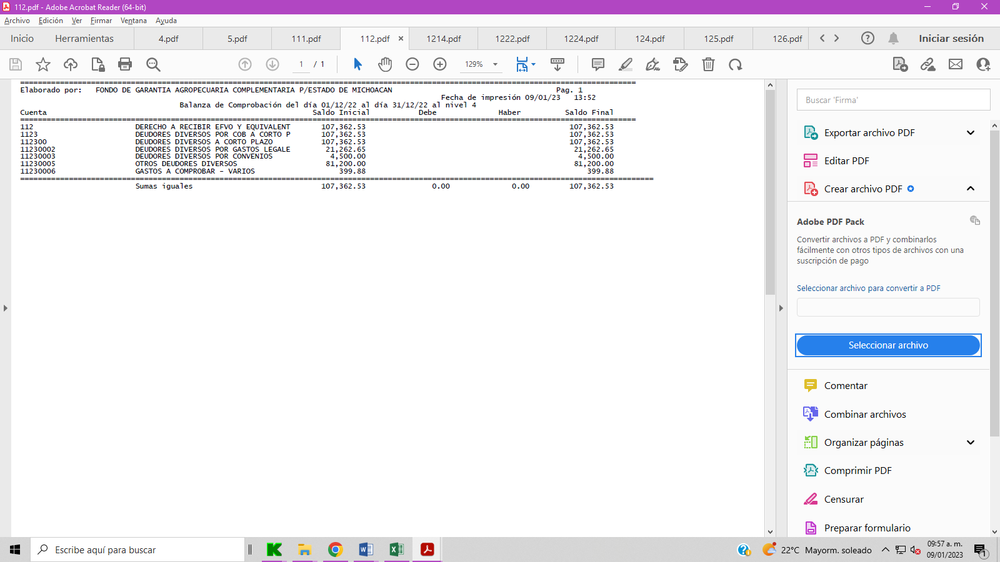 112.pdf - Adobe Acrobat Reader (64-bit)
Archivo Edición Ver Firmar Ventana Ayuda
Inicio Herramientas 4.pdf 5.pdf 111.pdf 112.pdf × 1214.pdf 1222.pdf 1224.pdf 124.pdf 125.pdf 126.pdf Iniciar sesión
1 / 1 129%
Elaborado por: FONDO DE GARANTIA AGROPECUARIA COMPLEMENTARIA P/ESTADO DE MICHOACAN Pag. 1
Fecha de impresión 09/01/23 13:52
Balanza de Comprobación del día 01/12/22 al día 31/12/22 al nivel 4
Cuenta Saldo Inicial Debe Haber Saldo Final
112 DERECHO A RECIBIR EFVO Y EQUIVALENT 107,362.53 107,362.53
1123 DEUDORES DIVERSOS POR COB A CORTO P 107,362.53 107,362.53
112300 DEUDORES DIVERSOS A CORTO PLAZO 107,362.53 107,362.53
11230002 DEUDORES DIVERSOS POR GASTOS LEGALE 21,262.65 21,262.65
11230003 DEUDORES DIVERSOS POR CONVENIOS 4,500.00 4,500.00
11230005 OTROS DEUDORES DIVERSOS 81,200.00 81,200.00
11230006 GASTOS A COMPROBAR - VARIOS 399.88 399.88
Sumas iguales 107,362.53 0.00 0.00 107,362.53
Buscar 'Firma'
Exportar archivo PDF
Editar PDF
Crear archivo PDF
Adobe PDF Pack
Convertir archivos a PDF y combinarlos
fácilmente con otros tipos de archivos con una
suscripción de pago
Seleccionar archivo para convertir a PDF
Seleccionar archivo
Comentar
Combinar archivos
Organizar páginas
Comprimir PDF
Censurar
Preparar formulario
Escribe aquí para buscar
22°C Mayorm. soleado
09:57 a. m.
09/01/2023
1